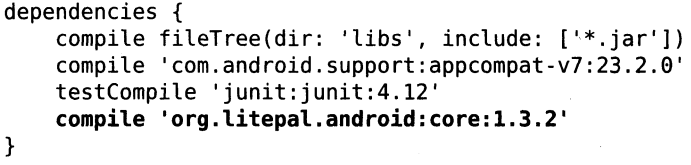 dependencies {
    compile fileTree(dir: 'libs', include: ['*.jar'])
    compile 'com.android.support:appcompat-v7:23.2.0'
    testCompile 'junit:junit:4.12'
    compile 'org.litepal.android:core:1.3.2'
}